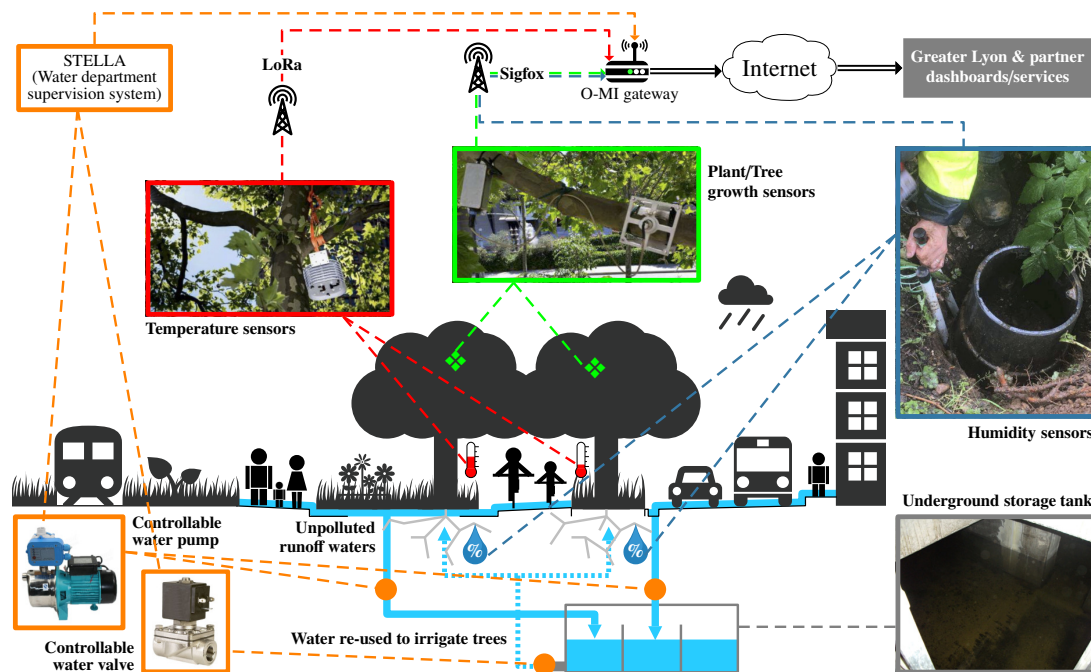 STELLA
(Water department
supervision system)
LoRa
Sigfox
O-MI gateway
Internet
Greater Lyon & partner
dashboards/services
Plant/Tree
growth sensors
Temperature sensors
Humidity sensors
Controllable
water pump
Unpolluted
runoff waters
%
%
Underground storage tank
Controllable
water valve
Water re-used to irrigate trees